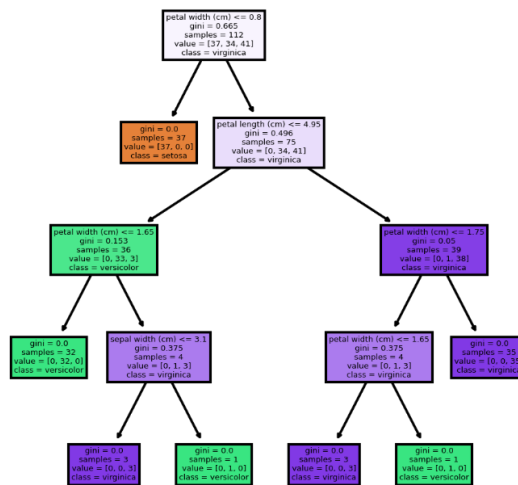 petal width (cm) <= 0.8
gini = 0.665
samples = 112
value = [37, 34, 41]
class = virginica
gini = 0.0
samples = 37
value = [37, 0, 0]
class = setosa
petal length (cm) <= 4.95
gini = 0.496
samples = 75
value = [0, 34, 41]
class = virginica
petal width (cm) <= 1.65
gini = 0.153
samples = 36
value = [0, 33, 3]
class = versicolor
petal width (cm) <= 1.75
gini = 0.05
samples = 39
value = [0, 1, 38]
class = virginica
gini = 0.0
samples = 32
value = [0, 32, 0]
class = versicolor
sepal width (cm) <= 3.1
gini = 0.375
samples = 4
value = [0, 1, 3]
class = virginica
petal width (cm) <= 1.65
gini = 0.375
samples = 4
value = [0, 1, 3]
class = virginica
gini = 0.0
samples = 35
value = [0, 0, 35]
class = virginica
gini = 0.0
samples = 3
value = [0, 0, 3]
class = virginica
gini = 0.0
samples = 1
value = [0, 1, 0]
class = versicolor
gini = 0.0
samples = 3
value = [0, 0, 3]
class = virginica
gini = 0.0
samples = 1
value = [0, 1, 0]
class = versicolor